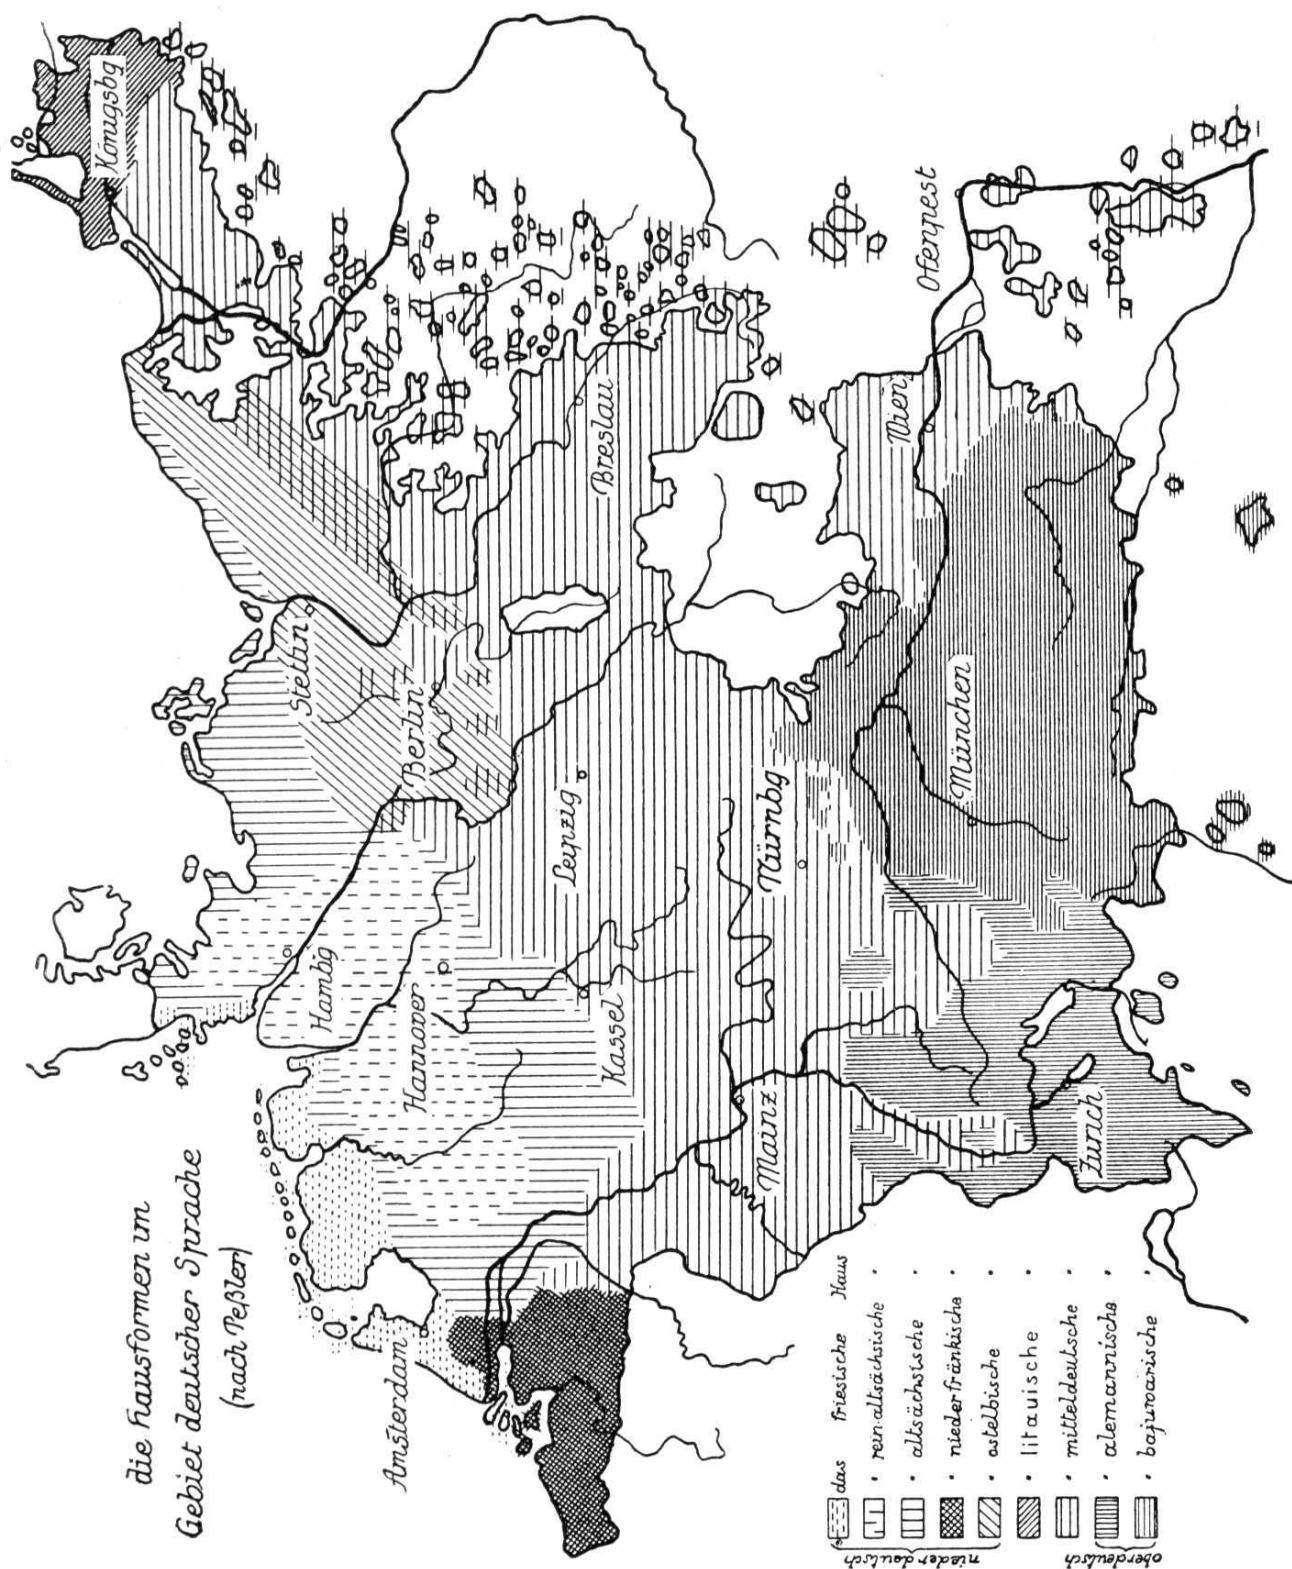 die Hausformen im
Gebiet deutscher Sprache
(nach Peßler)
Königsbg
Stettin
Berlin
Hambg
Hannover
Amsterdam
Breslau
Leipzig
Kassel
Mainz
Nürnbg
Ofenpest
Wien
München
Zürich
das friesische Haus
" rein-altsächsische "
" altsächsische "
" niederfränkische "
" ostelbische "
" litauische "
" mitteldeutsche "
" alemannische "
" bajuwarische "
niederdeutsch
oberdeutsch